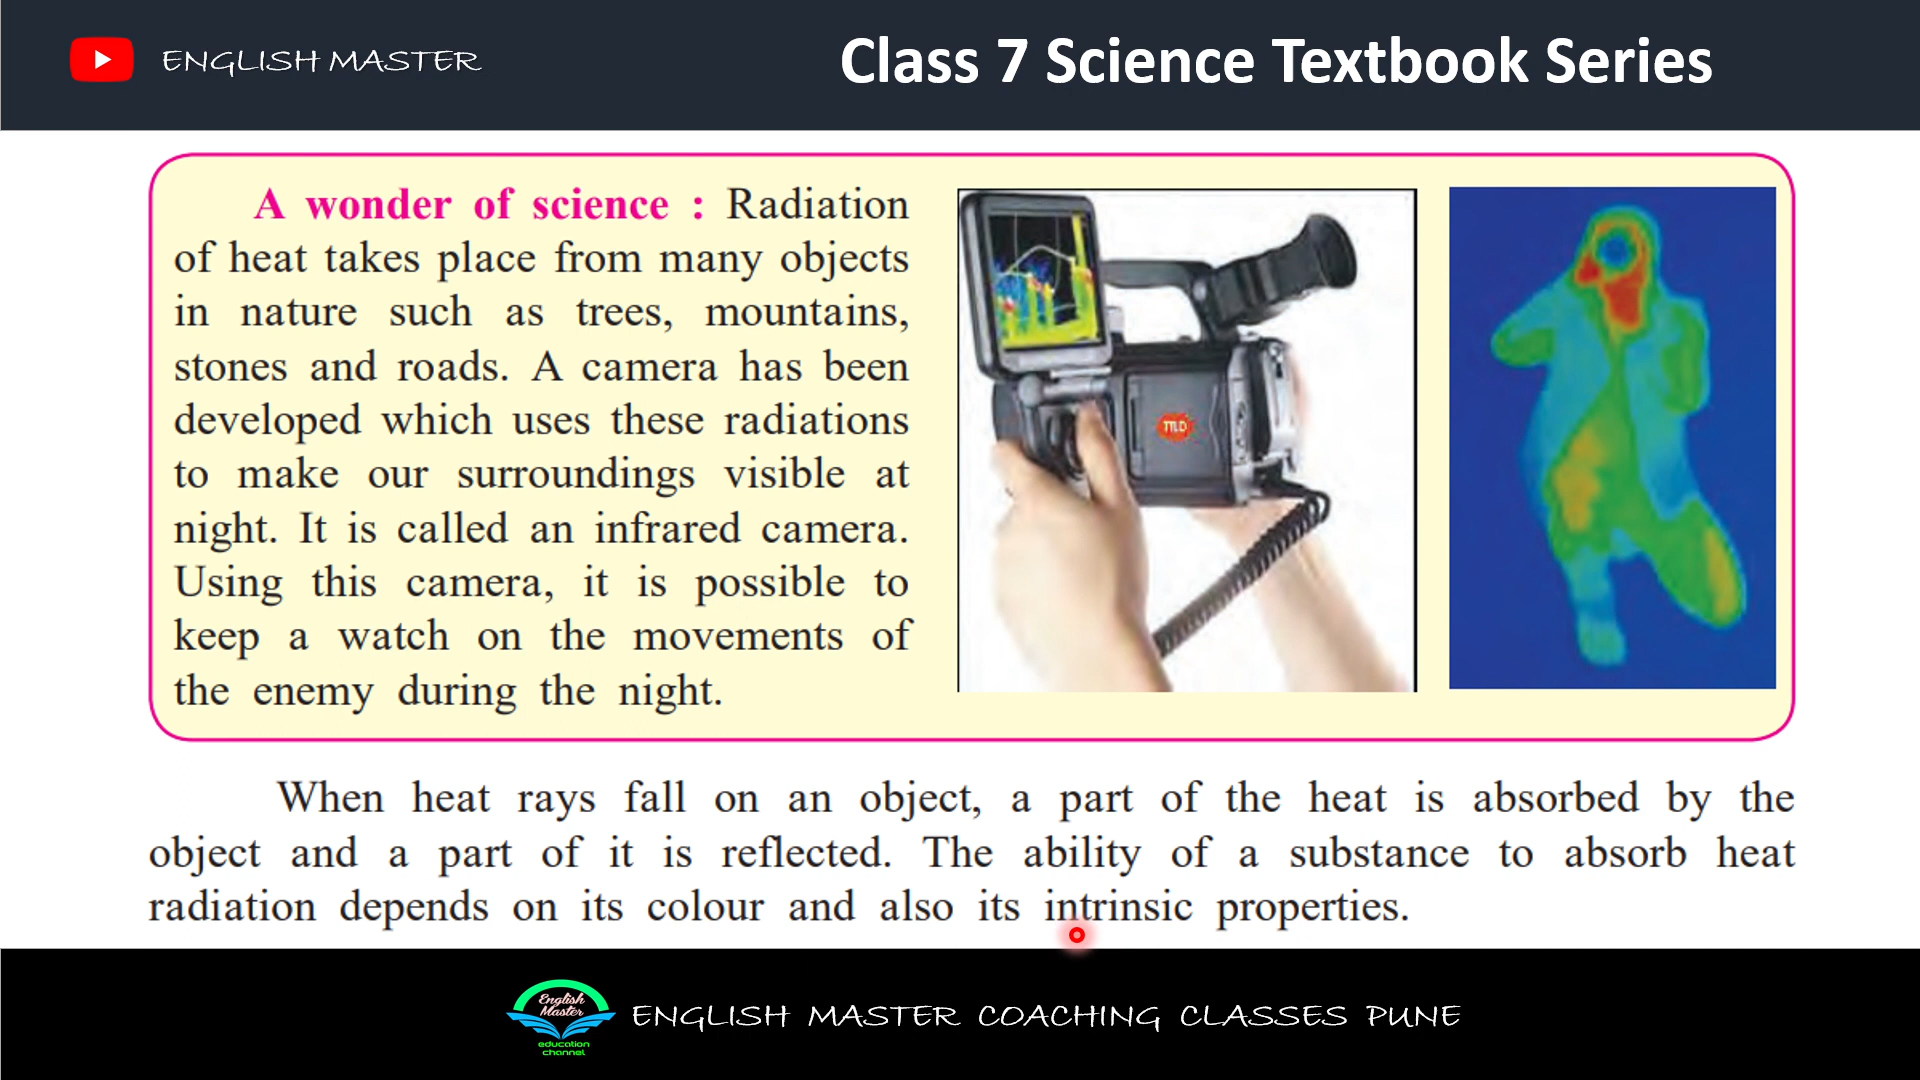 ENGLISH MASTER
Class 7 Science Textbook Series
A wonder of science : Radiation
of heat takes place from many objects
in nature such as trees, mountains,
stones and roads. A camera has been
developed which uses these radiations
to make our surroundings visible at
night. It is called an infrared camera.
Using this camera, it is possible to
keep a watch on the movements of
the enemy during the night.
TTLD
When heat rays fall on an object, a part of the heat is absorbed by the
object and a part of it is reflected. The ability of a substance to absorb heat
radiation depends on its colour and also its intrinsic properties.
English
Master
education
channel
ENGLISH MASTER COACHING CLASSES PUNE